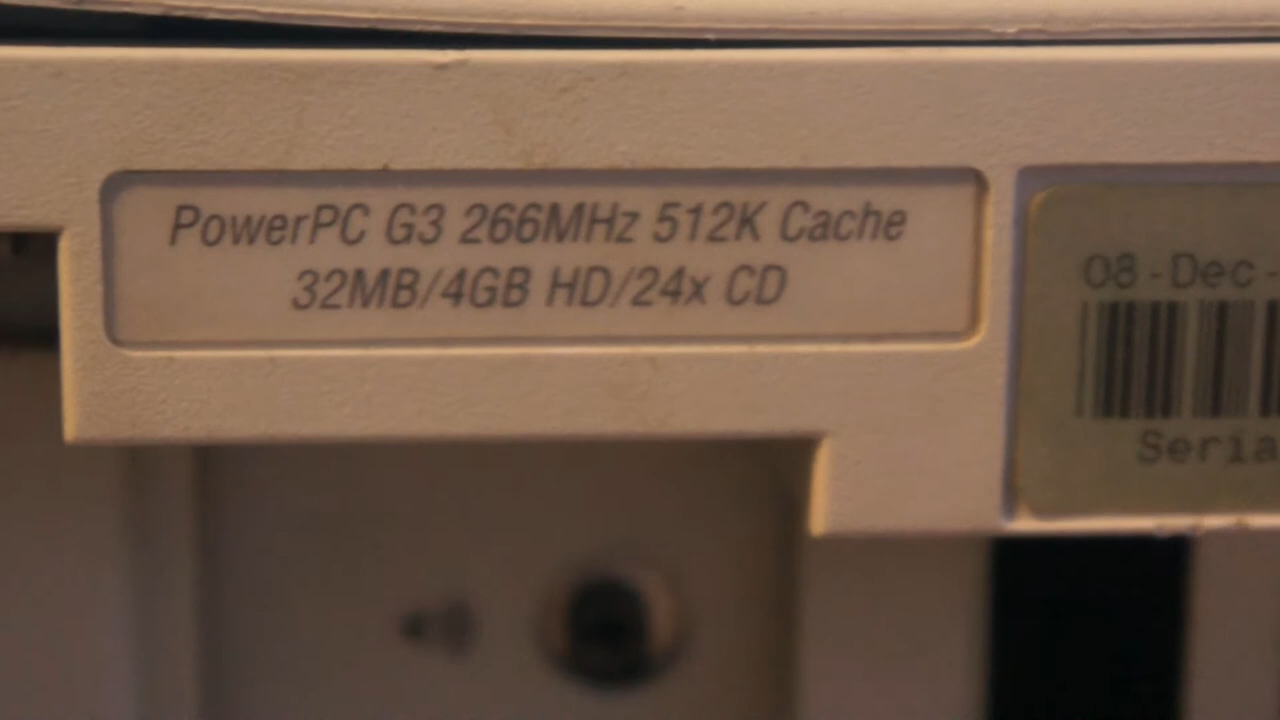 PowerPC G3 266MHz 512K Cache
32MB/4GB HD/24x CD
08-Dec-
Seria